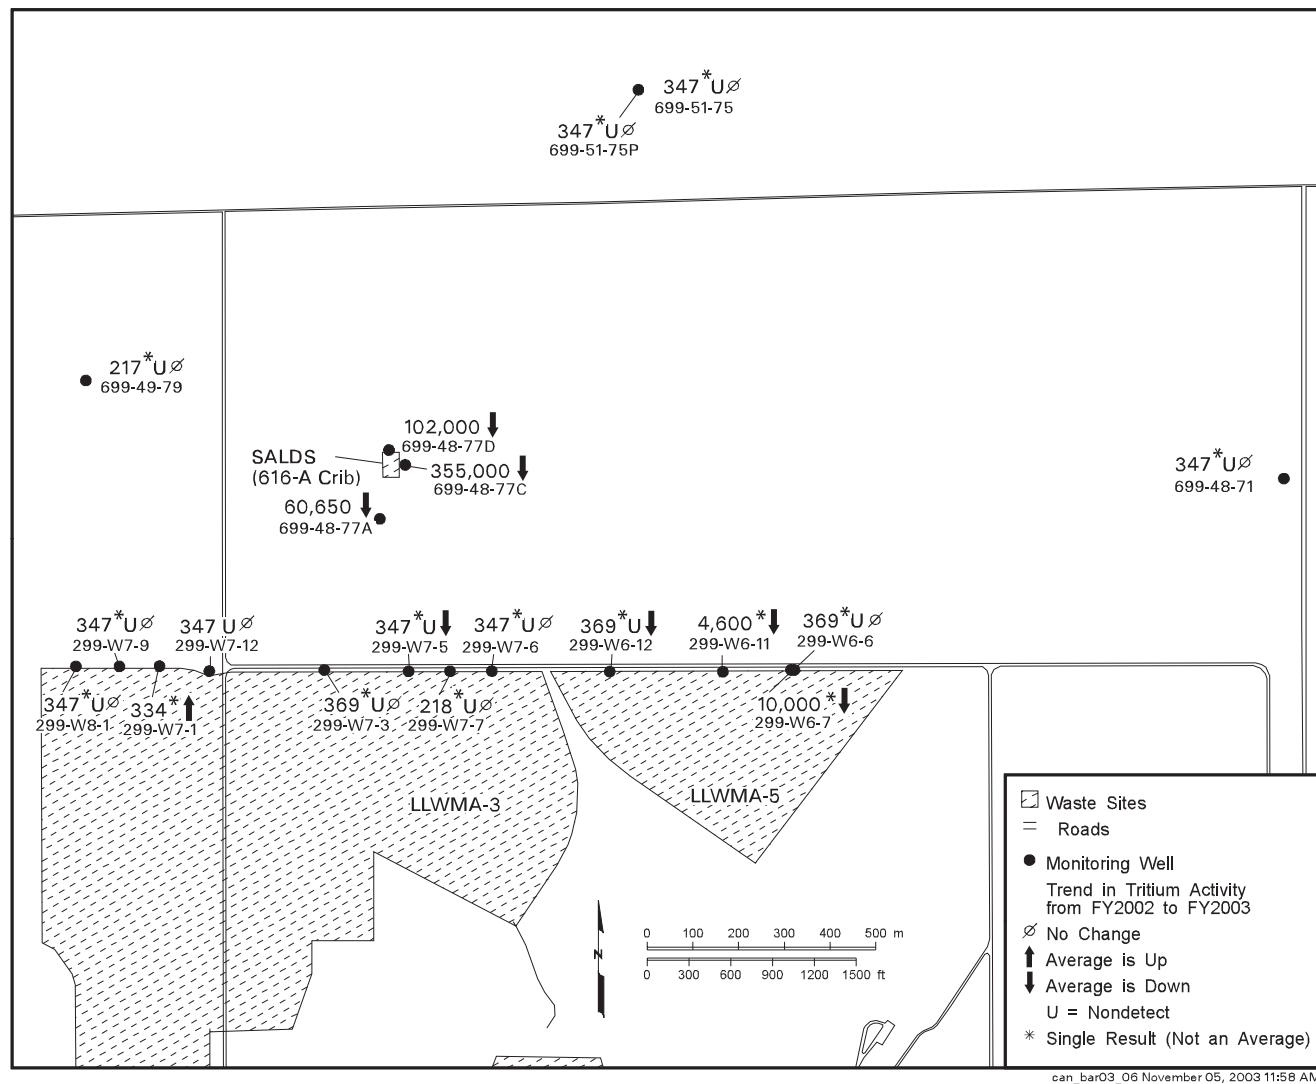 347*U∅
699-51-75
347*U∅
699-51-75P
217*U∅
699-49-79
102,000 ↓
699-48-77D
SALDS
(616-A Crib)
355,000 ↓
699-48-77C
60,650 ↓
699-48-77A
347*U∅
699-48-71
347*U∅
299-W7-9
347 U∅
299-W7-12
347*U↓
299-W7-5
347*U∅
299-W7-6
369*U↓
299-W6-12
4,600 *↓
299-W6-11
369*U∅
299-W6-6
347*U∅
299-W8-1
334*↑
299-W7-1
369*U∅
299-W7-3
218*U∅
299-W7-7
10,000 *↓
299-W6-7
LLWMA-3
LLWMA-5
Waste Sites
Roads
Monitoring Well
Trend in Tritium Activity
from FY2002 to FY2003
∅ No Change
↑ Average is Up
↓ Average is Down
U = Nondetect
* Single Result (Not an Average)
N
0 100 200 300 400 500 m
0 300 600 900 1200 1500 ft
can_bar03_06 November 05, 2003 11:58 AM